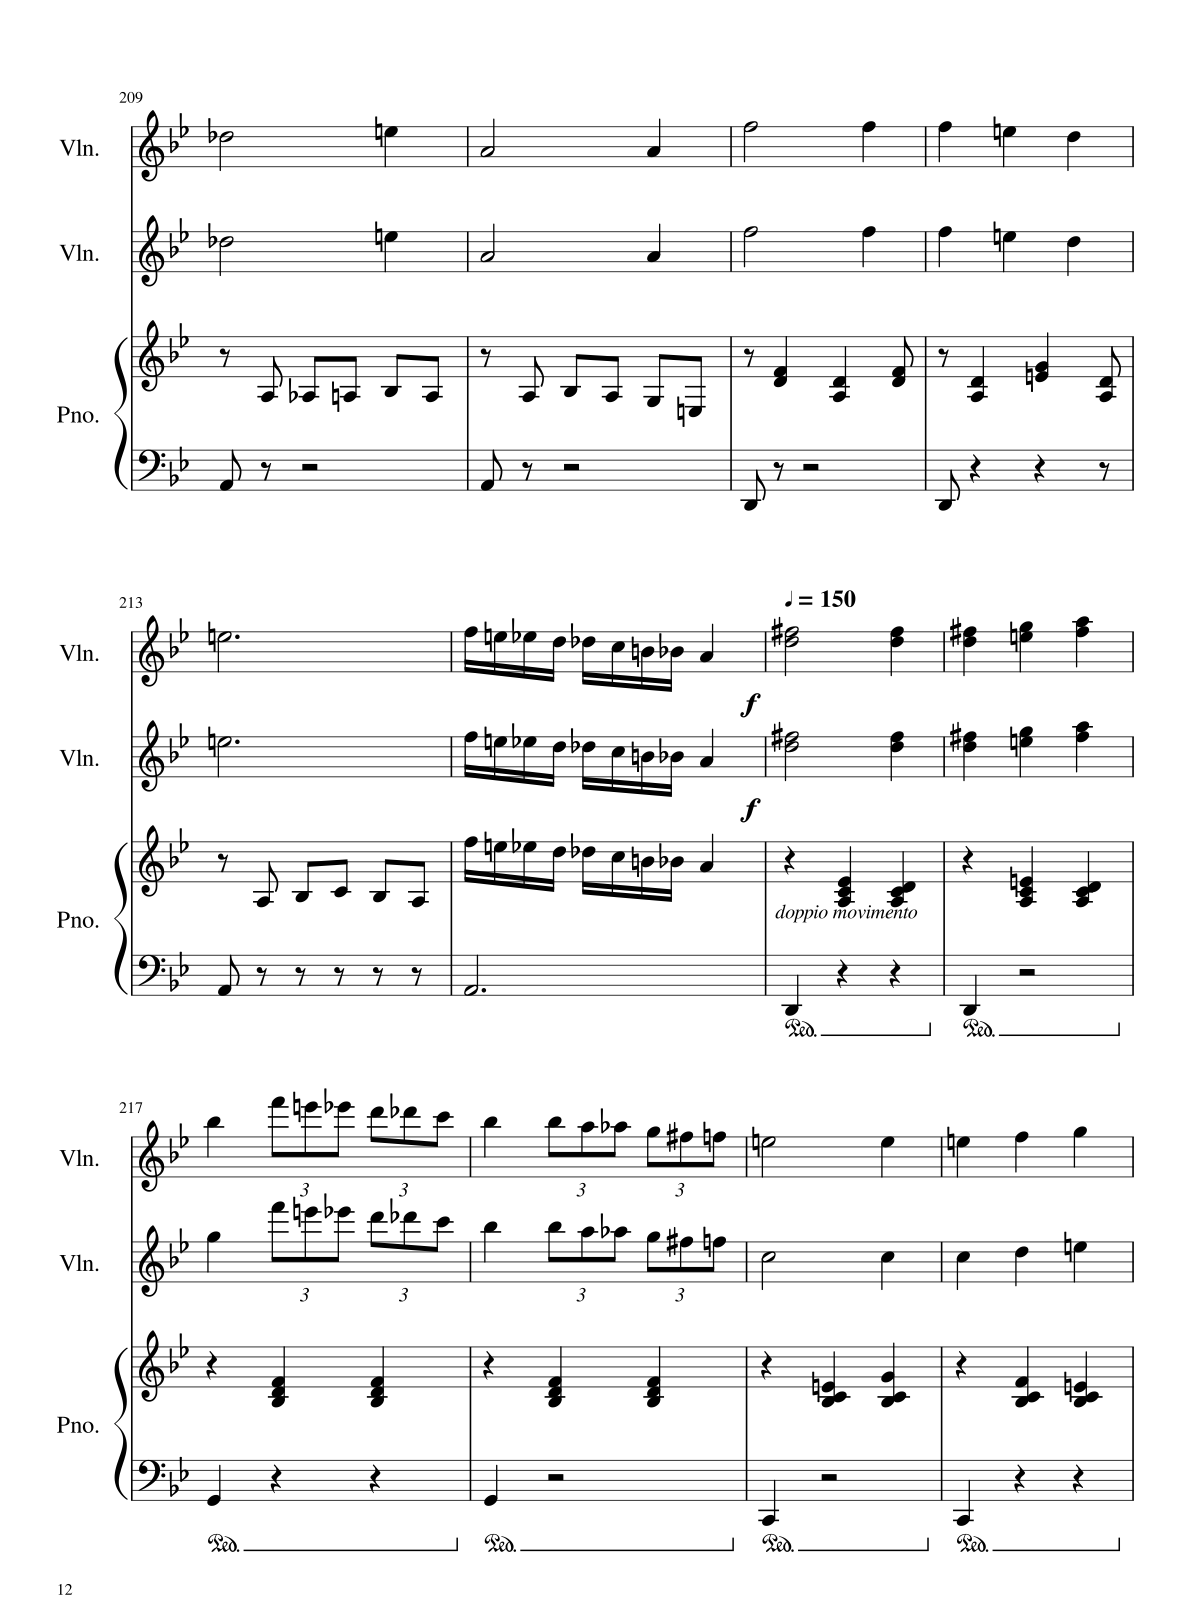 209
Vln.
Vln.
Pno.
♩ = 150
213
Vln.
f
Vln.
f
doppio movimento
Pno.
Ped. Ped.
217
Vln.
3 3 3 3
Vln.
3 3 3 3
Pno.
Ped. Ped. Ped. Ped.
12